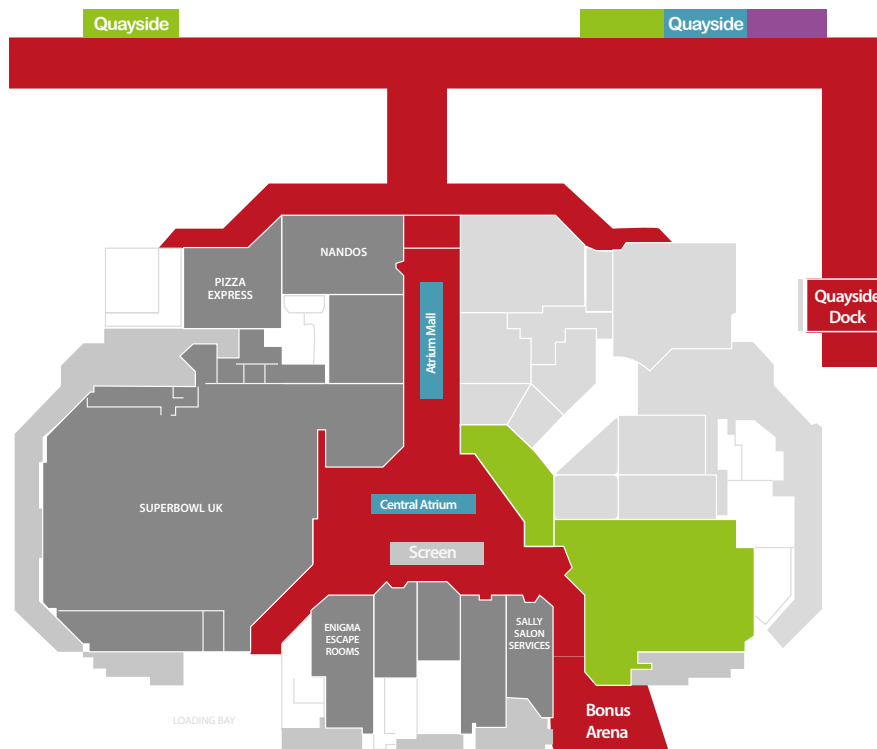 Quayside
Quayside
NANDOS
PIZZA
EXPRESS
Atrium Mall
Quayside
Dock
SUPERBOWL UK
Central Atrium
Screen
ENIGMA
ESCAPE
ROOMS
SALLY
SALON
SERVICES
LOADING BAY
Bonus
Arena